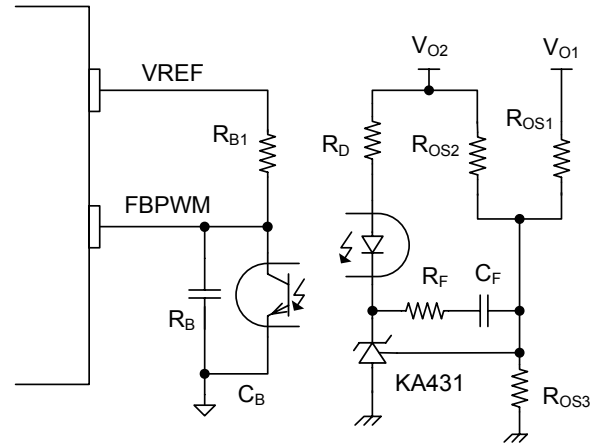 VREF
RB1
FBPWM
RB
CB
VO2
VO1
RD
ROS2
ROS1
RF
CF
KA431
ROS3